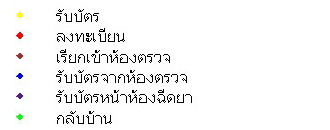 รับบัตร
ลงทะเบียน
เรียกเข้าห้องตรวจ
รับบัตรจากห้องตรวจ
รับบัตรหน้าห้องฉีดยา
กลับบ้าน